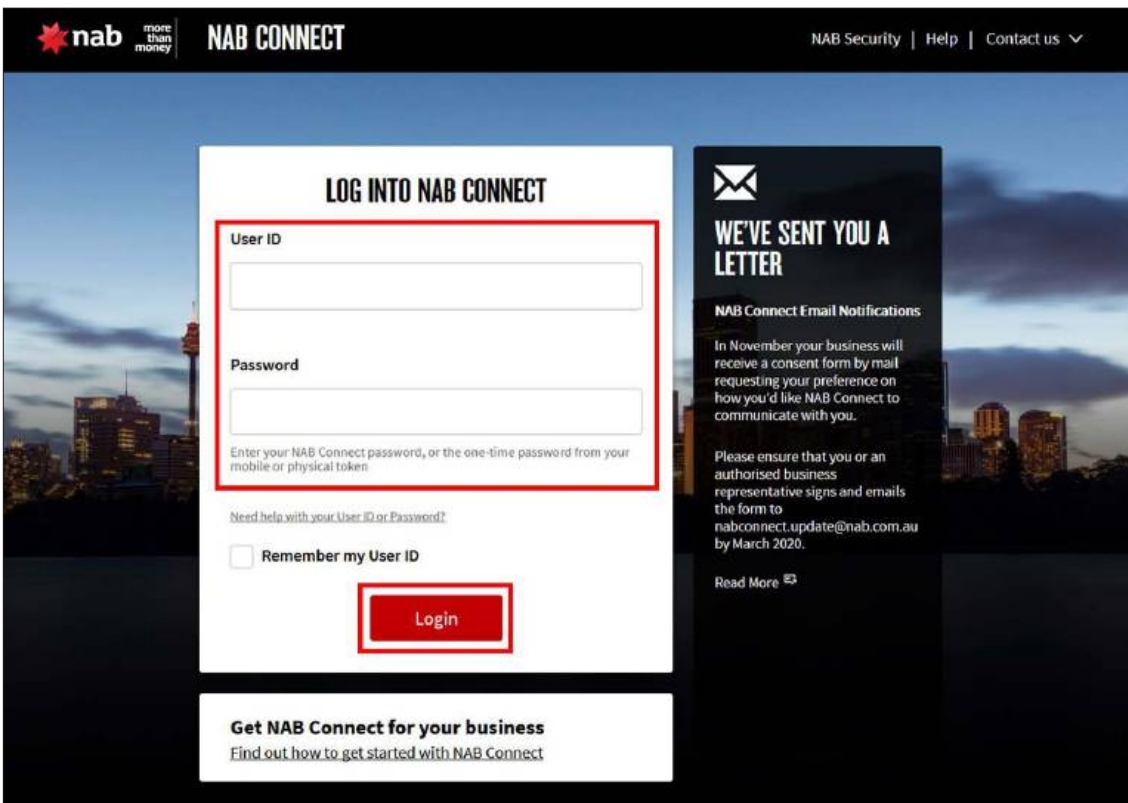 nab more than money
NAB CONNECT
NAB Security | Help | Contact us
LOG INTO NAB CONNECT
User ID
Password
Enter your NAB Connect password, or the one-time password from your
mobile or physical token
Need help with your User ID or Password?
Remember my User ID
Login
Get NAB Connect for your business
Find out how to get started with NAB Connect
WE'VE SENT YOU A
LETTER
NAB Connect Email Notifications
In November your business will
receive a consent form by mail
requesting your preference on
how you'd like NAB Connect to
communicate with you.
Please ensure that you or an
authorised business
representative signs and emails
the form to
nabconnect.update@nab.com.au
by March 2020.
Read More